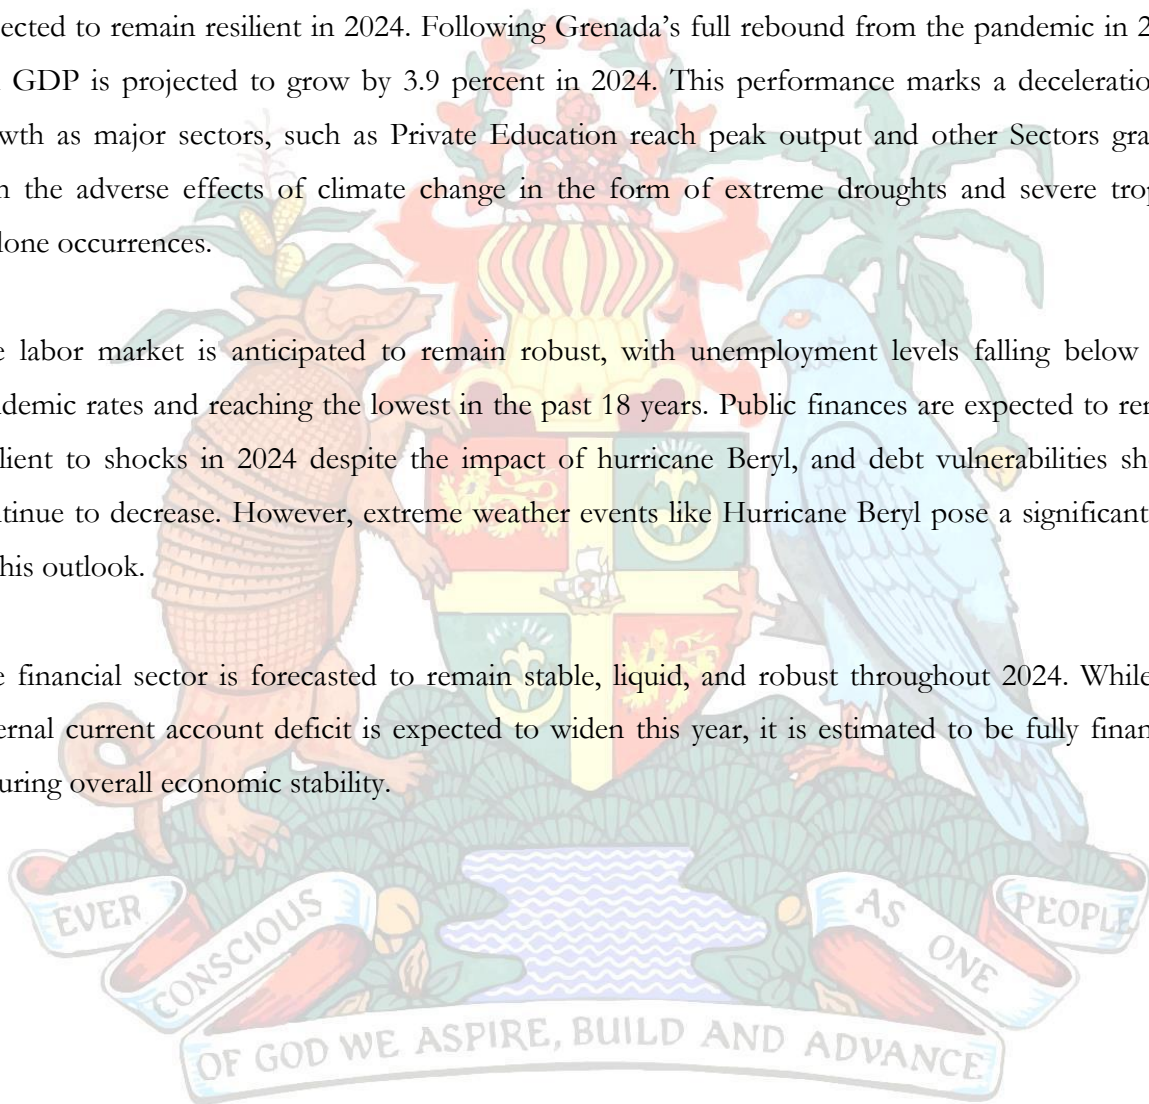 ected to remain resilient in 2024. Following Grenada's full rebound from the pandemic in 2
GDP is projected to grow by 3.9 percent in 2024. This performance marks a deceleratio
wth as major sectors, such as Private Education reach peak output and other Sectors gra
the adverse effects of climate change in the form of extreme droughts and severe trop
lone occurrences.
e labor market is anticipated to remain robust, with unemployment levels falling below
demic rates and reaching the lowest in the past 18 years. Public finances are expected to re
lient to shocks in 2024 despite the impact of hurricane Beryl, and debt vulnerabilities sh
tinue to decrease. However, extreme weather events like Hurricane Beryl pose a significant
his outlook.
e financial sector is forecasted to remain stable, liquid, and robust throughout 2024. While
ernal current account deficit is expected to widen this year, it is estimated to be fully finan
uring overall economic stability.
EVER CONSCIOUS OF GOD WE ASPIRE, BUILD AND ADVANCE AS ONE PEOPLE